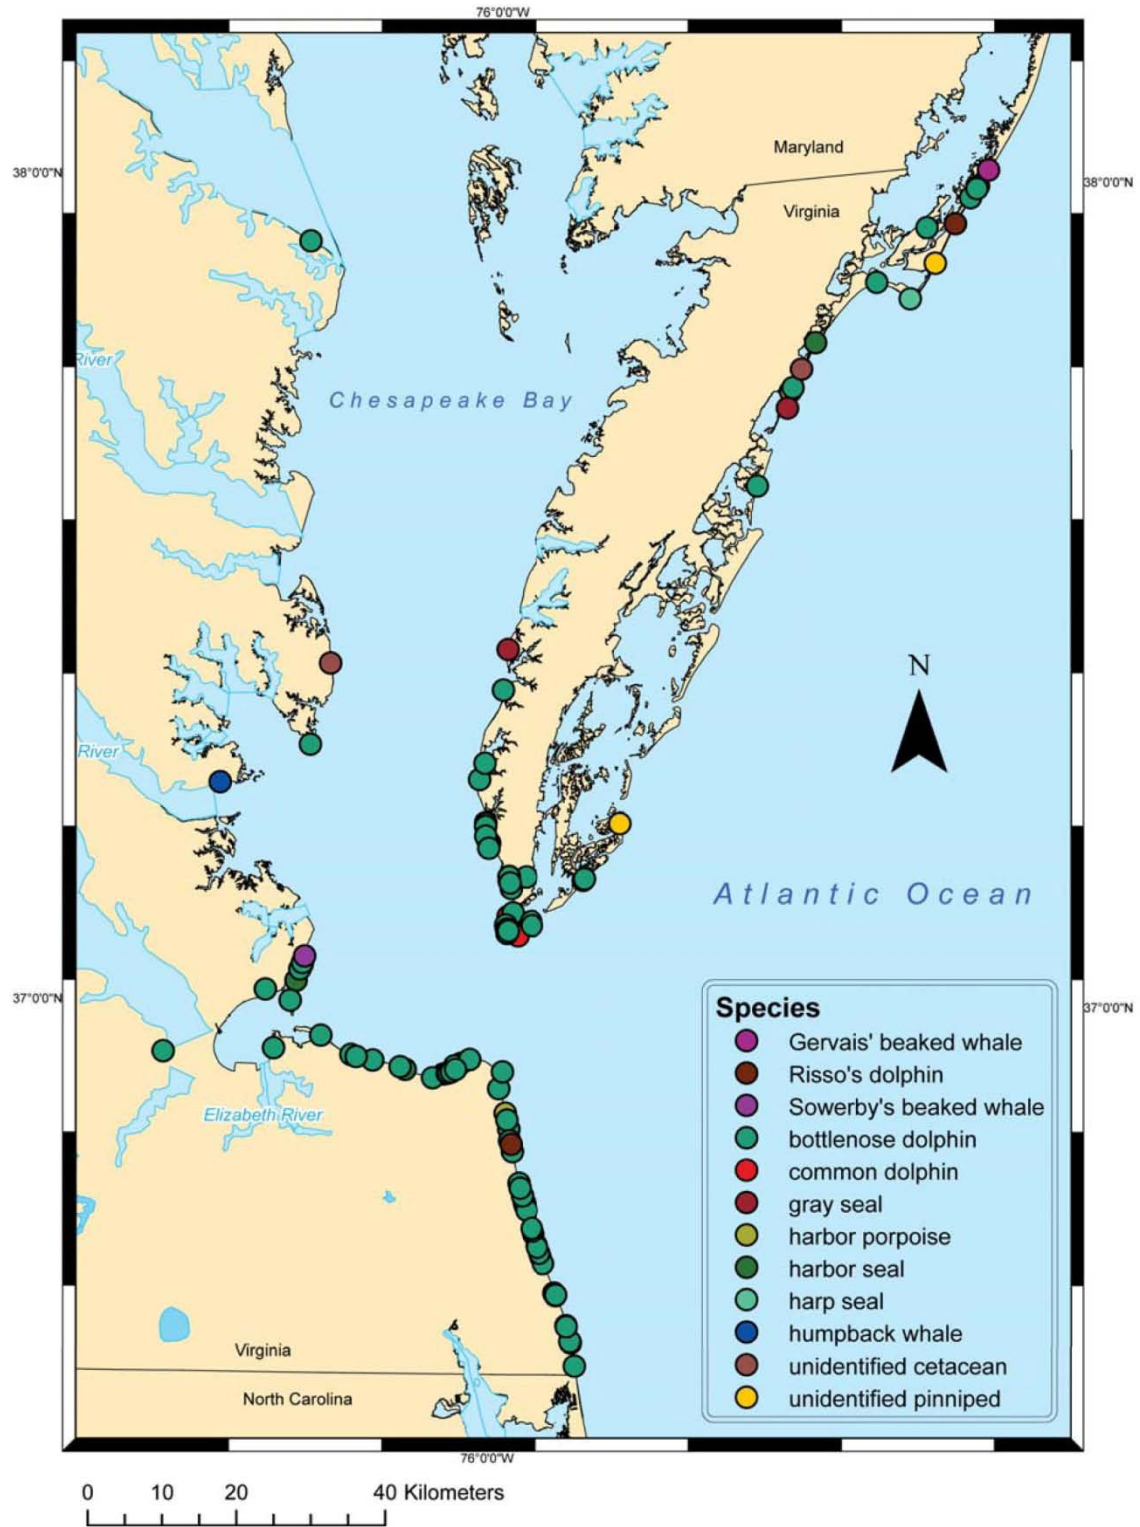 76°0'0"W
Maryland
38°0'0"N
38°0'0"N
Virginia
River
Chesapeake Bay
N
River
Atlantic Ocean
37°0'0"N
37°0'0"N
Species
Gervais' beaked whale
Risso's dolphin
Sowerby's beaked whale
Elizabeth River
bottlenose dolphin
common dolphin
gray seal
harbor porpoise
harbor seal
harp seal
humpback whale
Virginia
unidentified cetacean
North Carolina
unidentified pinniped
76°0'0"W
0 10 20 40 Kilometers